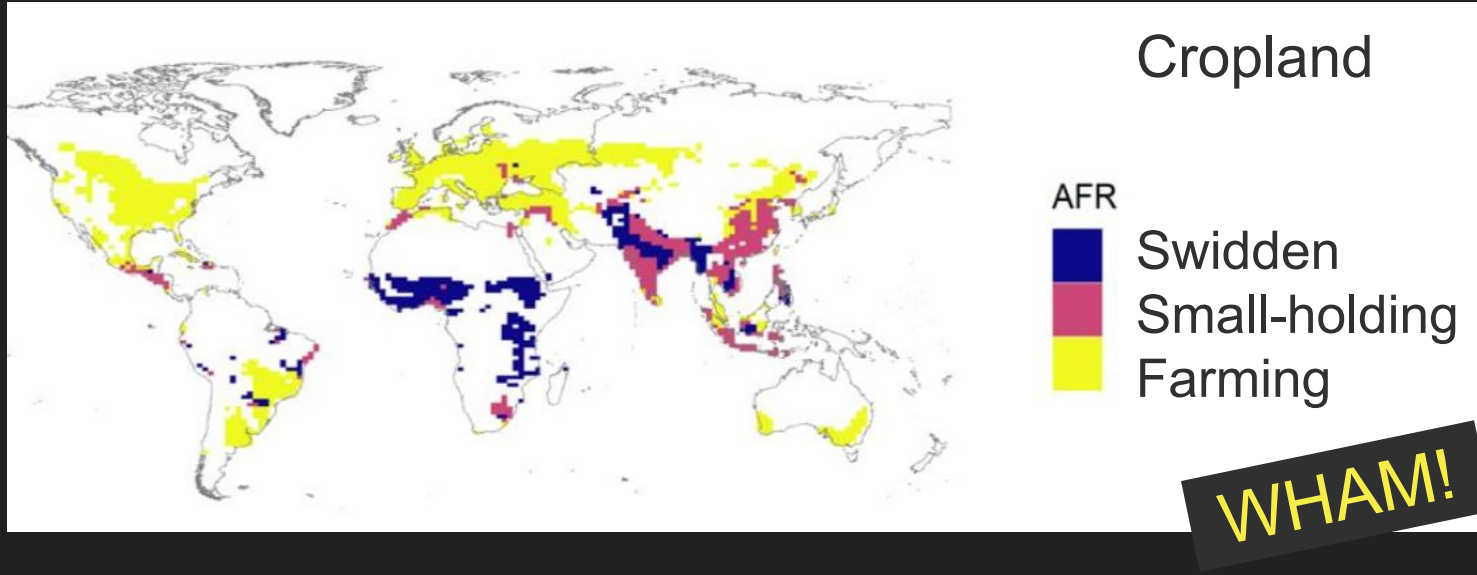 Cropland
AFR
Swidden
Small-holding
Farming
WHAM!